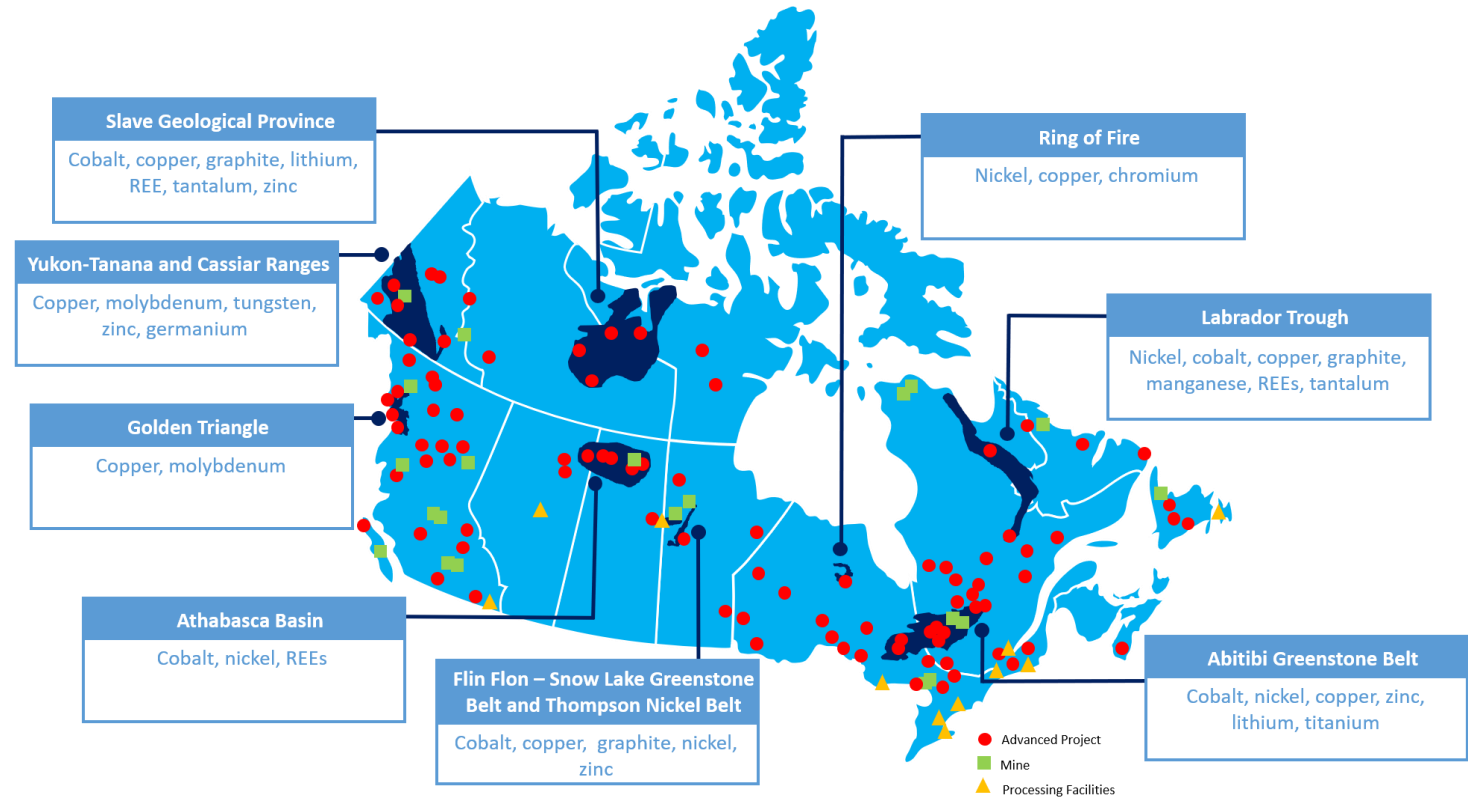 Slave Geological Province
Cobalt, copper, graphite, lithium,
REE, tantalum, zinc
Ring of Fire
Nickel, copper, chromium
Yukon-Tanana and Cassiar Ranges
Copper, molybdenum, tungsten,
zinc, germanium
Labrador Trough
Nickel, cobalt, copper, graphite,
manganese, REEs, tantalum
Golden Triangle
Copper, molybdenum
Athabasca Basin
Cobalt, nickel, REEs
Flin Flon – Snow Lake Greenstone
Belt and Thompson Nickel Belt
Cobalt, copper, graphite, nickel,
zinc
Abitibi Greenstone Belt
Cobalt, nickel, copper, zinc,
lithium, titanium
Advanced Project
Mine
Processing Facilities